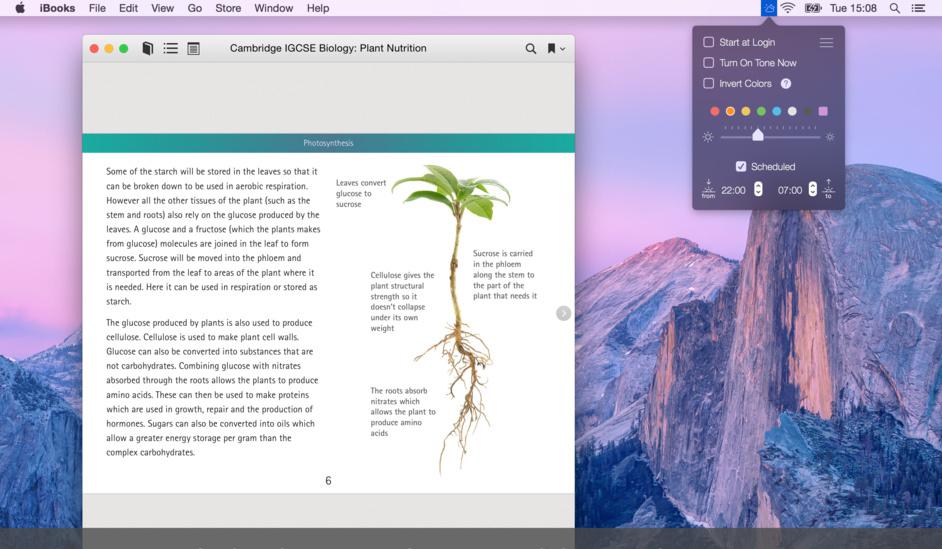 iBooks File Edit View Go Store Window Help Tue 15:08
Cambridge IGCSE Biology: Plant Nutrition
Photosynthesis
Some of the starch will be stored in the leaves so that it
can be broken down to be used in aerobic respiration.
However all the other tissues of the plant (such as the
stem and roots) also rely on the glucose produced by the
leaves. A glucose and a fructose (which the plants makes
from glucose) molecules are joined in the leaf to form
sucrose. Sucrose will be moved into the phloem and
transported from the leaf to areas of the plant where it
is needed. Here it can be used in respiration or stored as
starch.
The glucose produced by plants is also used to produce
cellulose. Cellulose is used to make plant cell walls.
Glucose can also be converted into substances that are
not carbohydrates. Combining glucose with nitrates
absorbed through the roots allows the plants to produce
amino acids. These can then be used to make proteins
which are used in growth, repair and the production of
hormones. Sugars can also be converted into oils which
allow a greater energy storage per gram than the
complex carbohydrates.
Leaves convert
glucose to
sucrose
Sucrose is carried
in the phloem
along the stem to
the part of the
plant that needs it
Cellulose gives the
plant structural
strength so it
doesn't collapse
under its own
weight
The roots absorb
nitrates which
allows the plant to
produce amino
acids
6
Start at Login
Turn On Tone Now
Invert Colors ?
Scheduled
from 22:00 07:00 to